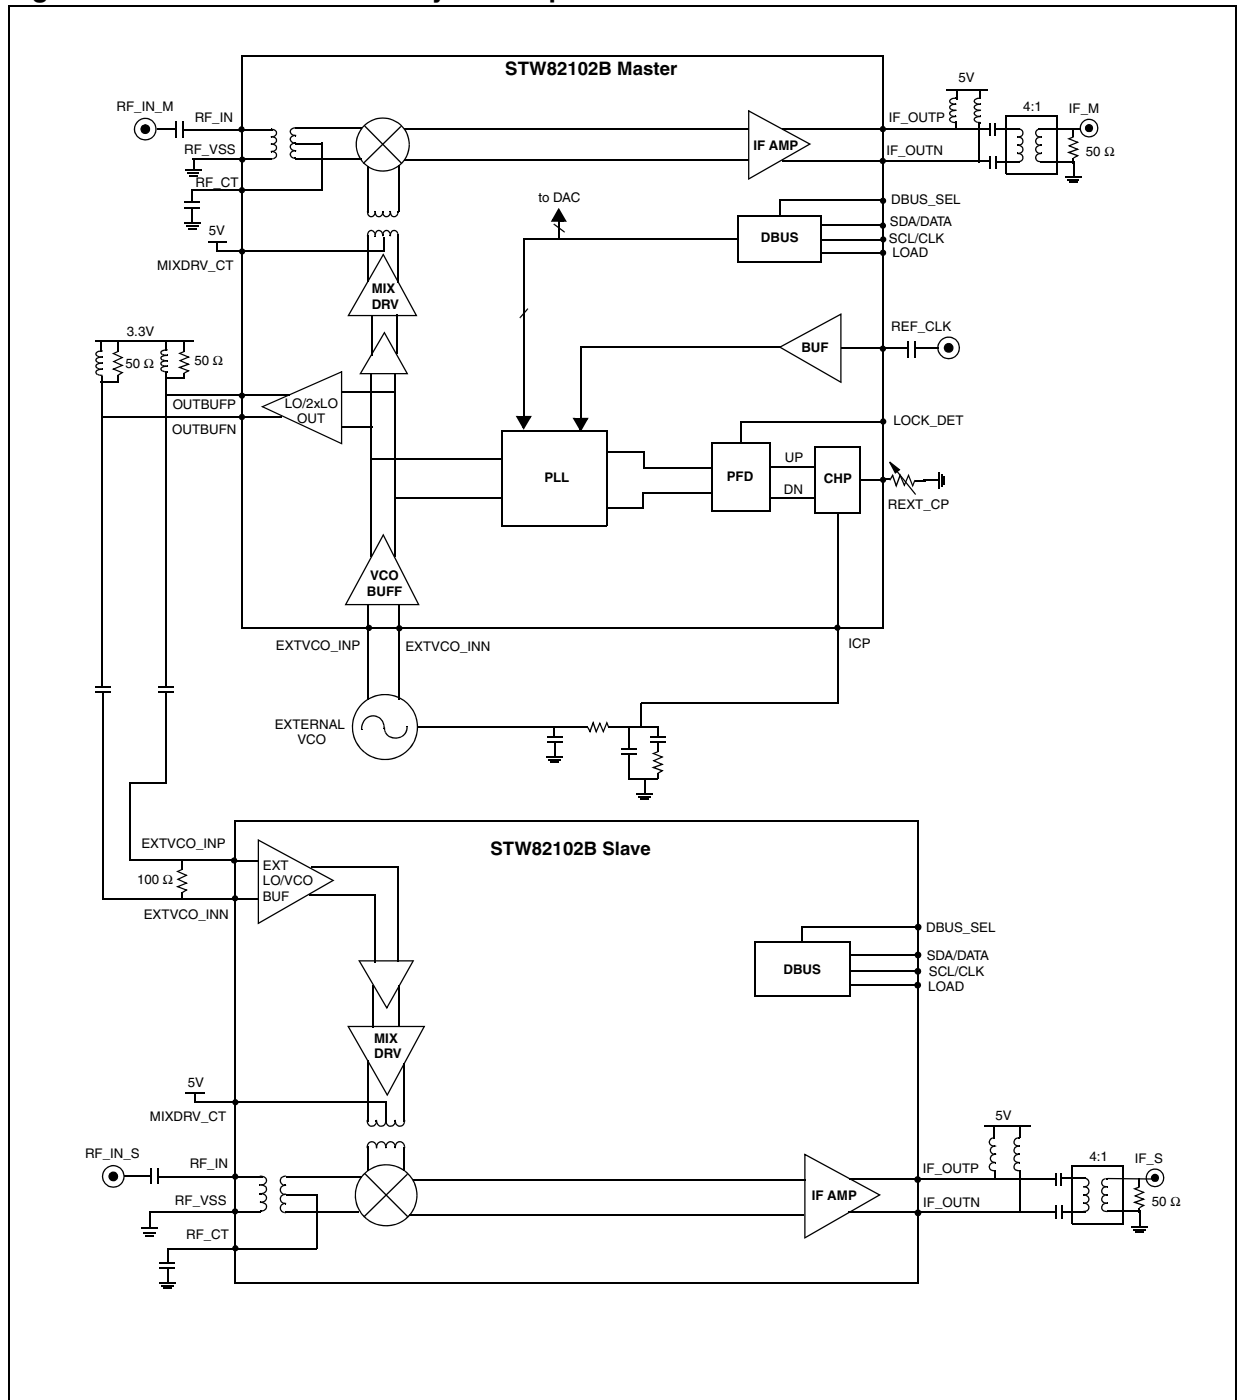 STW82102B Master
5V
RF_IN_M
RF_IN
4:1
IF_M
IF_OUTP
IF AMP
50 Ω
RF_VSS
IF_OUTN
RF_CT
to DAC
DBUS_SEL
SDA/DATA
5V
DBUS
SCL/CLK
LOAD
MIXDRV_CT
MIX
DRV
3.3V
REF_CLK
BUF
50 Ω
50 Ω
OUTBUFP
LO/2xLO
OUT
OUTBUFN
LOCK_DET
UP
PLL
PFD
CHP
DN
REXT_CP
VCO
BUFF
EXTVCO_INP
EXTVCO_INN
ICP
EXTERNAL
VCO
EXTVCO_INP
STW82102B Slave
EXT
LO/VCO
BUF
100 Ω
EXTVCO_INN
DBUS_SEL
SDA/DATA
DBUS
SCL/CLK
LOAD
MIX
DRV
5V
MIXDRV_CT
5V
RF_IN_S
RF_IN
4:1
IF_S
IF_OUTP
RF_VSS
IF AMP
IF_OUTN
50 Ω
RF_CT